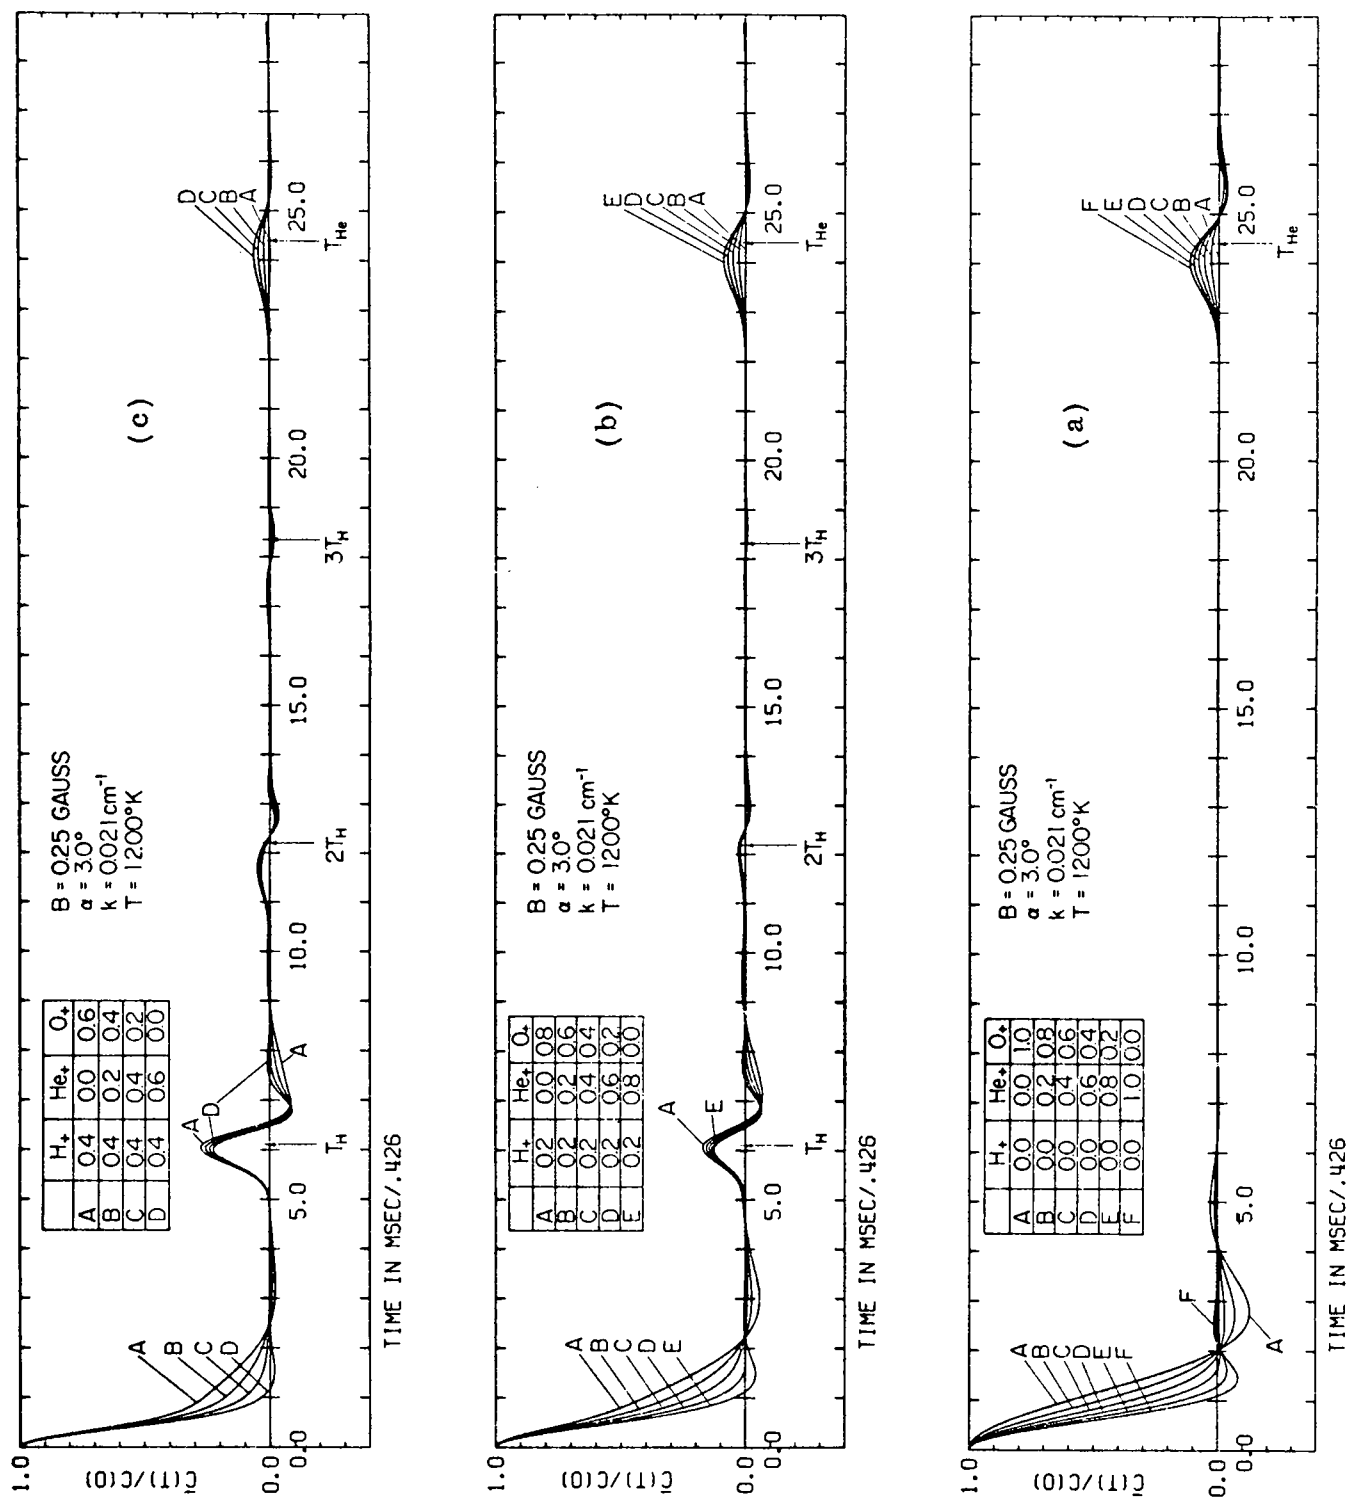 (c)
B = 0.25 GAUSS
α = 3.0°
k = 0.021 cm⁻¹
T = 1200°K
H+ He+ O+
A 0.4 0.0 0.6
B 0.4 0.2 0.4
C 0.4 0.4 0.2
D 0.4 0.6 0.0
1.0
C(T)/C(0)
0.0
A
B
C
D
A
D
A
D
C
B
A
0.0 5.0 10.0 15.0 20.0 25.0
T_H 2T_H 3T_H T_He
TIME IN MSEC/.426
(b)
B = 0.25 GAUSS
α = 3.0°
k = 0.021 cm⁻¹
T = 1200°K
H+ He+ O+
A 0.2 0.0 0.8
B 0.2 0.2 0.6
C 0.2 0.4 0.4
D 0.2 0.6 0.2
E 0.2 0.8 0.0
1.0
C(T)/C(0)
0.0
A
B
C
D
E
A
E
E
D
C
B
A
0.0 5.0 10.0 15.0 20.0 25.0
T_H 2T_H 3T_H T_He
TIME IN MSEC/.426
(a)
B = 0.25 GAUSS
α = 3.0°
k = 0.021 cm⁻¹
T = 1200°K
H+ He+ O+
A 0.0 0.0 1.0
B 0.0 0.2 0.8
C 0.0 0.4 0.6
D 0.0 0.6 0.4
E 0.0 0.8 0.2
F 0.0 1.0 0.0
1.0
C(T)/C(0)
0.0
A
B
C
D
E
F
F
A
F
E
D
C
B
A
0.0 5.0 10.0 15.0 20.0 25.0
T_He
TIME IN MSEC/.426